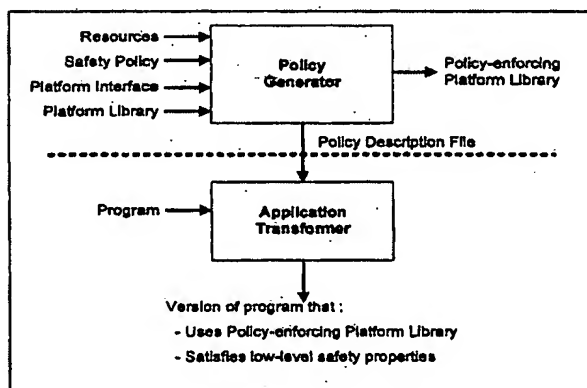 Resources
Safety Policy
Platform Interface
Platform Library
Policy
Generator
Policy-enforcing
Platform Library
Policy Description File
Program
Application
Transformer
Version of program that :
- Uses Policy-enforcing Platform Library
- Satisfies low-level safety properties